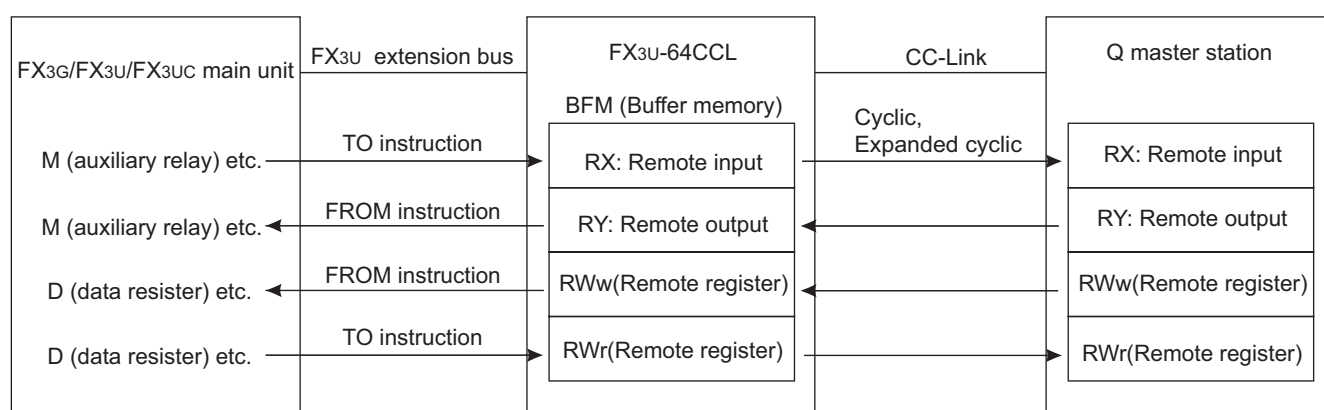 FX3G/FX3U/FX3UC main unit
FX3U extension bus
FX3U-64CCL
CC-Link
Q master station
BFM (Buffer memory)
Cyclic,
Expanded cyclic
M (auxiliary relay) etc.
TO instruction
RX: Remote input
RX: Remote input
M (auxiliary relay) etc.
FROM instruction
RY: Remote output
RY: Remote output
D (data resister) etc.
FROM instruction
RWw(Remote register)
RWw(Remote register)
D (data resister) etc.
TO instruction
RWr(Remote register)
RWr(Remote register)